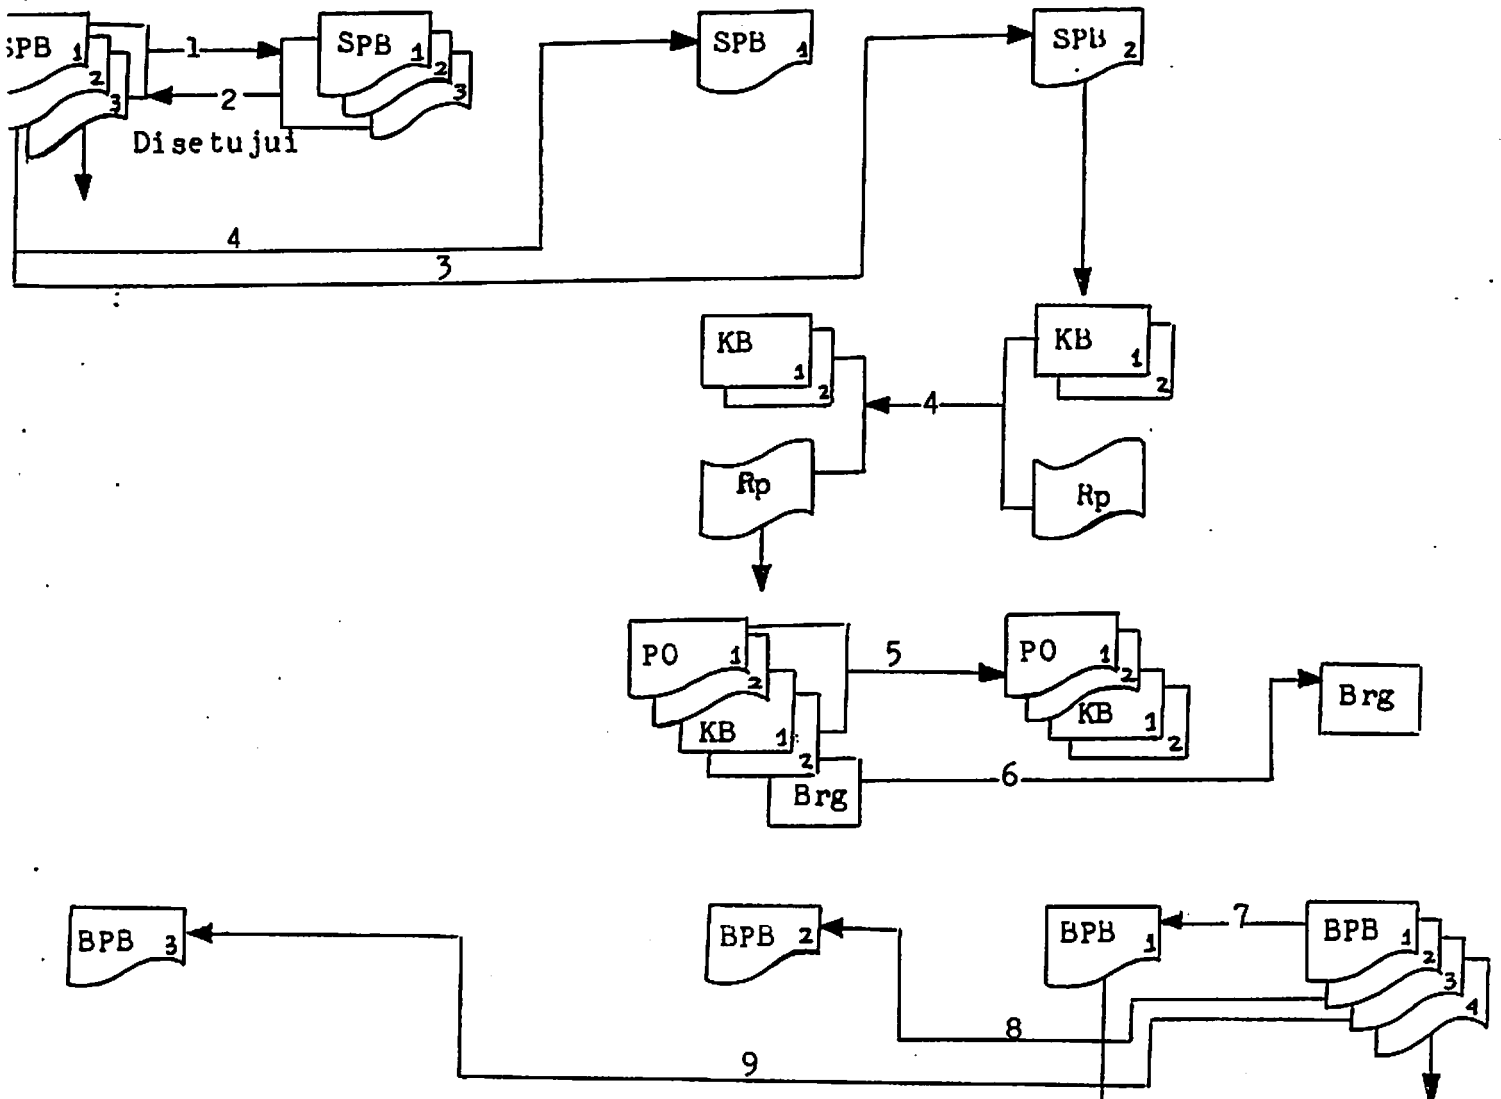 SPB 1 2 3
1
SPB 1 2 3
SPB 1
SPB 2
2
Disetujui
4
3
KB 1 2
KB 1 2
4
Rp
Rp
PO 1 2
KB 1 2
Brg
5
PO 1 2
KB 1 2
Brg
6
BPB 3
BPB 2
BPB 1
7
BPB 1 2 3 4
8
9